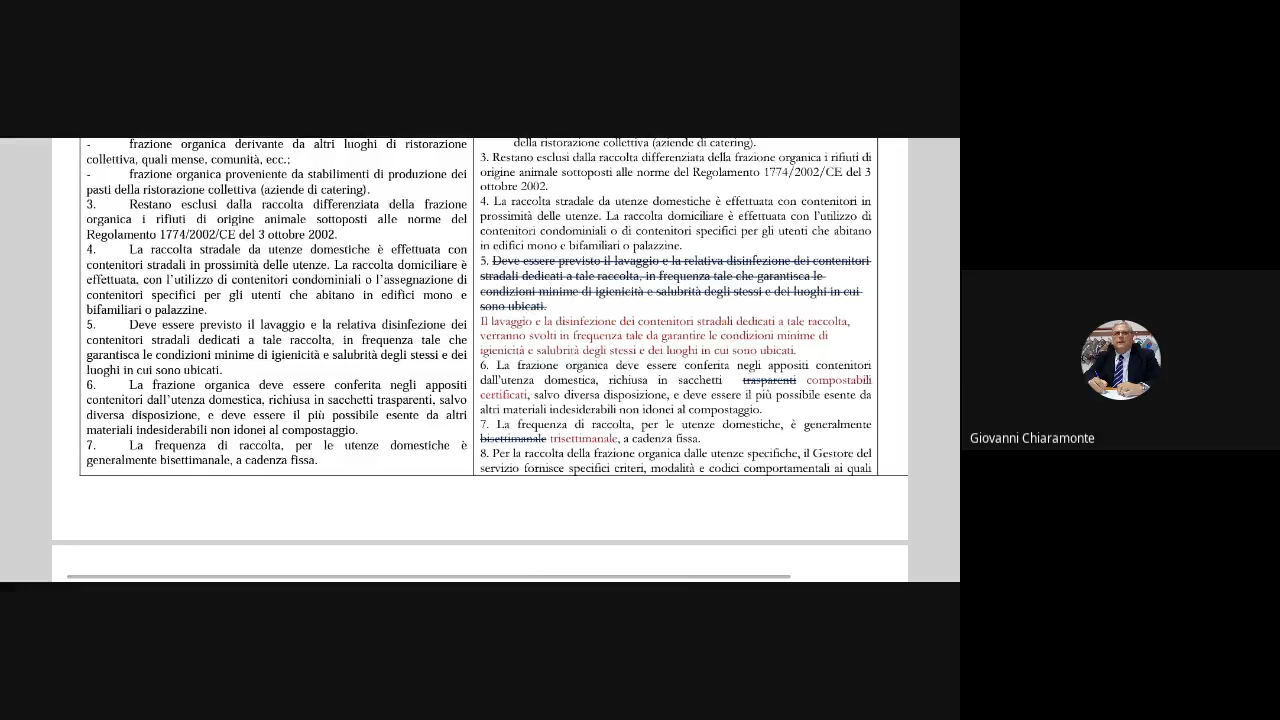 - frazione organica derivante da altri luoghi di ristorazione
collettiva, quali mense, comunità, ecc.;
- frazione organica proveniente da stabilimenti di produzione dei
pasti della ristorazione collettiva (aziende di catering).
3. Restano esclusi dalla raccolta differenziata della frazione
organica i rifiuti di origine animale sottoposti alle norme del
Regolamento 1774/2002/CE del 3 ottobre 2002.
4. La raccolta stradale da utenze domestiche è effettuata con
contenitori stradali in prossimità delle utenze. La raccolta domiciliare è
effettuata, con l’utilizzo di contenitori condominiali o l’assegnazione di
contenitori specifici per gli utenti che abitano in edifici mono e
bifamiliari o palazzine.
5. Deve essere previsto il lavaggio e la relativa disinfezione dei
contenitori stradali dedicati a tale raccolta, in frequenza tale che
garantisca le condizioni minime di igienicità e salubrità degli stessi e dei
luoghi in cui sono ubicati.
6. La frazione organica deve essere conferita negli appositi
contenitori dall’utenza domestica, richiusa in sacchetti trasparenti, salvo
diversa disposizione, e deve essere il più possibile esente da altri
materiali indesiderabili non idonei al compostaggio.
7. La frequenza di raccolta, per le utenze domestiche è
generalmente bisettimanale, a cadenza fissa.
della ristorazione collettiva (aziende di catering).
3. Restano esclusi dalla raccolta differenziata della frazione organica i rifiuti di
origine animale sottoposti alle norme del Regolamento 1774/2002/CE del 3
ottobre 2002.
4. La raccolta stradale da utenze domestiche è effettuata con contenitori in
prossimità delle utenze. La raccolta domiciliare è effettuata con l’utilizzo di
contenitori condominiali o di contenitori specifici per gli utenti che abitano
in edifici mono e bifamiliari o palazzine.
5. Deve essere previsto il lavaggio e la relativa disinfezione dei contenitori
stradali dedicati a tale raccolta, in frequenza tale che garantisca le
condizioni minime di igienicità e salubrità degli stessi e dei luoghi in cui
sono ubicati.
Il lavaggio e la disinfezione dei contenitori stradali dedicati a tale raccolta,
verranno svolti in frequenza tale da garantire le condizioni minime di
igienicità e salubrità degli stessi e dei luoghi in cui sono ubicati.
6. La frazione organica deve essere conferita negli appositi contenitori
dall’utenza domestica, richiusa in sacchetti trasparenti compostabili
certificati, salvo diversa disposizione, e deve essere il più possibile esente da
altri materiali indesiderabili non idonei al compostaggio.
7. La frequenza di raccolta, per le utenze domestiche, è generalmente
bisettimanale trisettimanale, a cadenza fissa.
8. Per la raccolta della frazione organica dalle utenze specifiche, il Gestore del
servizio fornisce specifici criteri, modalità e codici comportamentali ai quali
Giovanni Chiaramonte